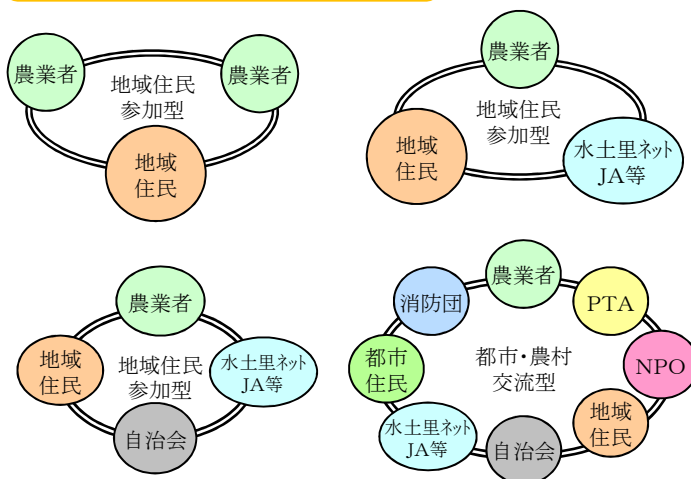 農業者
農業者
地域住民
参加型
地域
住民
農業者
地域住民
参加型
地域
住民
水土里ネット
JA等
農業者
地域
住民
地域住民
参加型
水土里ネット
JA等
自治会
農業者
消防団
PTA
都市
住民
都市・農村
交流型
NPO
地域
住民
水土里ネット
JA等
自治会